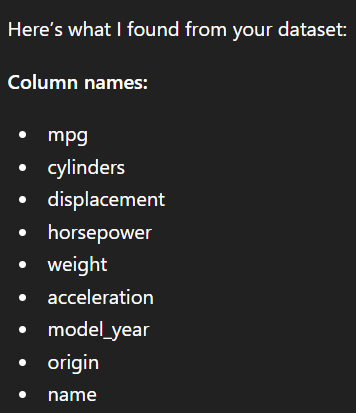 Here’s what I found from your dataset:
Column names:
• mpg
• cylinders
• displacement
• horsepower
• weight
• acceleration
• model_year
• origin
• name